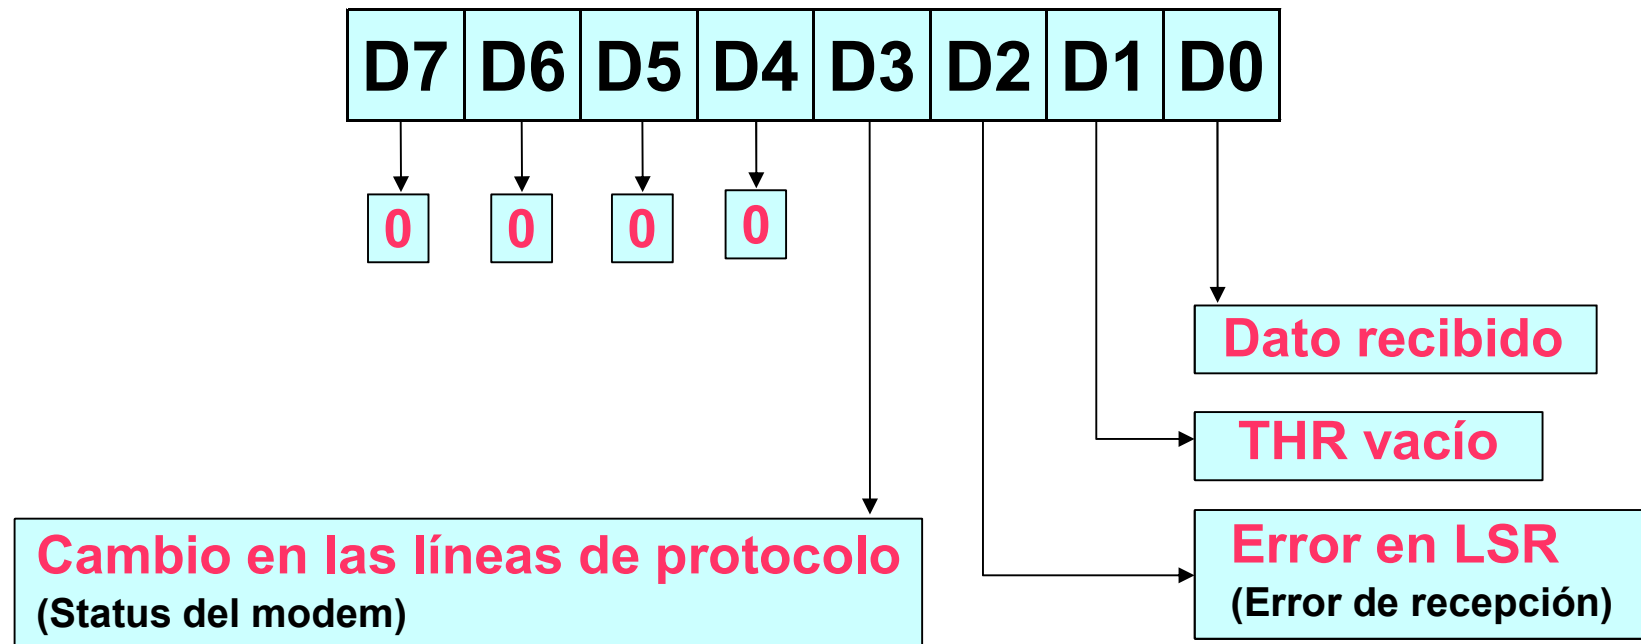 D7 D6 D5 D4 D3 D2 D1 D0
0 0 0 0
Dato recibido
THR vacío
Cambio en las líneas de protocolo
(Status del modem)
Error en LSR
(Error de recepción)